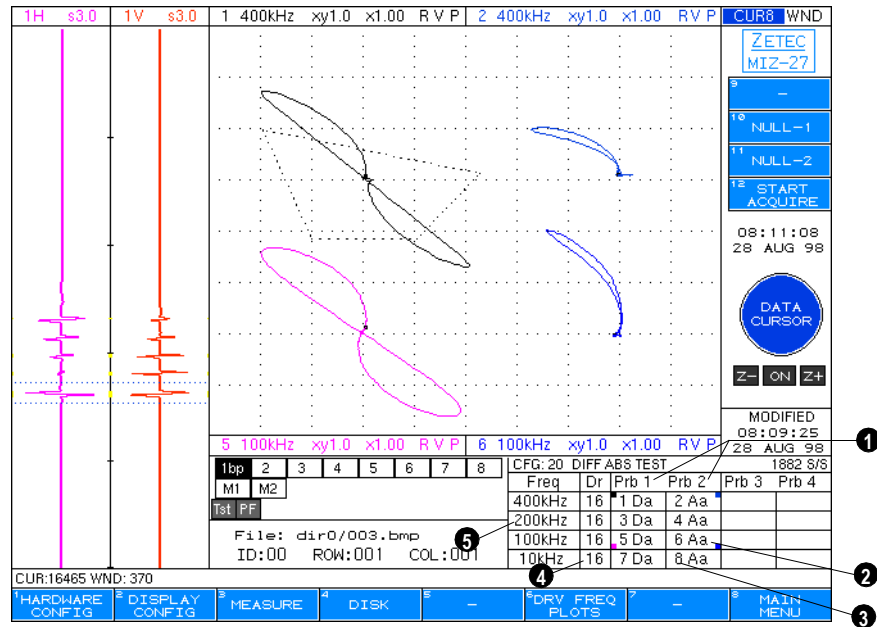 1H s3.0 1V s3.0 1 400kHz xy1.0 x1.00 R V P 2 400kHz xy1.0 x1.00 RV P CUR8 WND
ZETEC
MIZ-27
9 -
10 NULL-1
11 NULL-2
12 START
ACQUIRE
08:11:08
28 AUG 98
DATA
CURSOR
Z- ON Z+
MODIFIED
08:09:25
28 AUG 98
5 100kHz xy1.0 x1.00 R V P 6 100kHz xy1.0 x1.00 RV P
1bp 2 3 4 5 6 7 8
M1 M2
Tst PF
File: dir0/003.bmp
ID:00 ROW:001 COL:001
CFG: 20 DIFF ABS TEST 1882 S/S
Freq Dr Prb 1 Prb 2 Prb 3 Prb 4
400kHz 16 1 Da 2 Aa
200kHz 16 3 Da 4 Aa
100kHz 16 5 Da 6 Aa
10kHz 16 7 Da 8 Aa
1
5
2
4
3
CUR:16465 WND: 370
1 HARDWARE CONFIG
2 DISPLAY CONFIG
3 MEASURE
4 DISK
5 -
6 DRV FREQ PLOTS
7 -
8 MAIN MENU